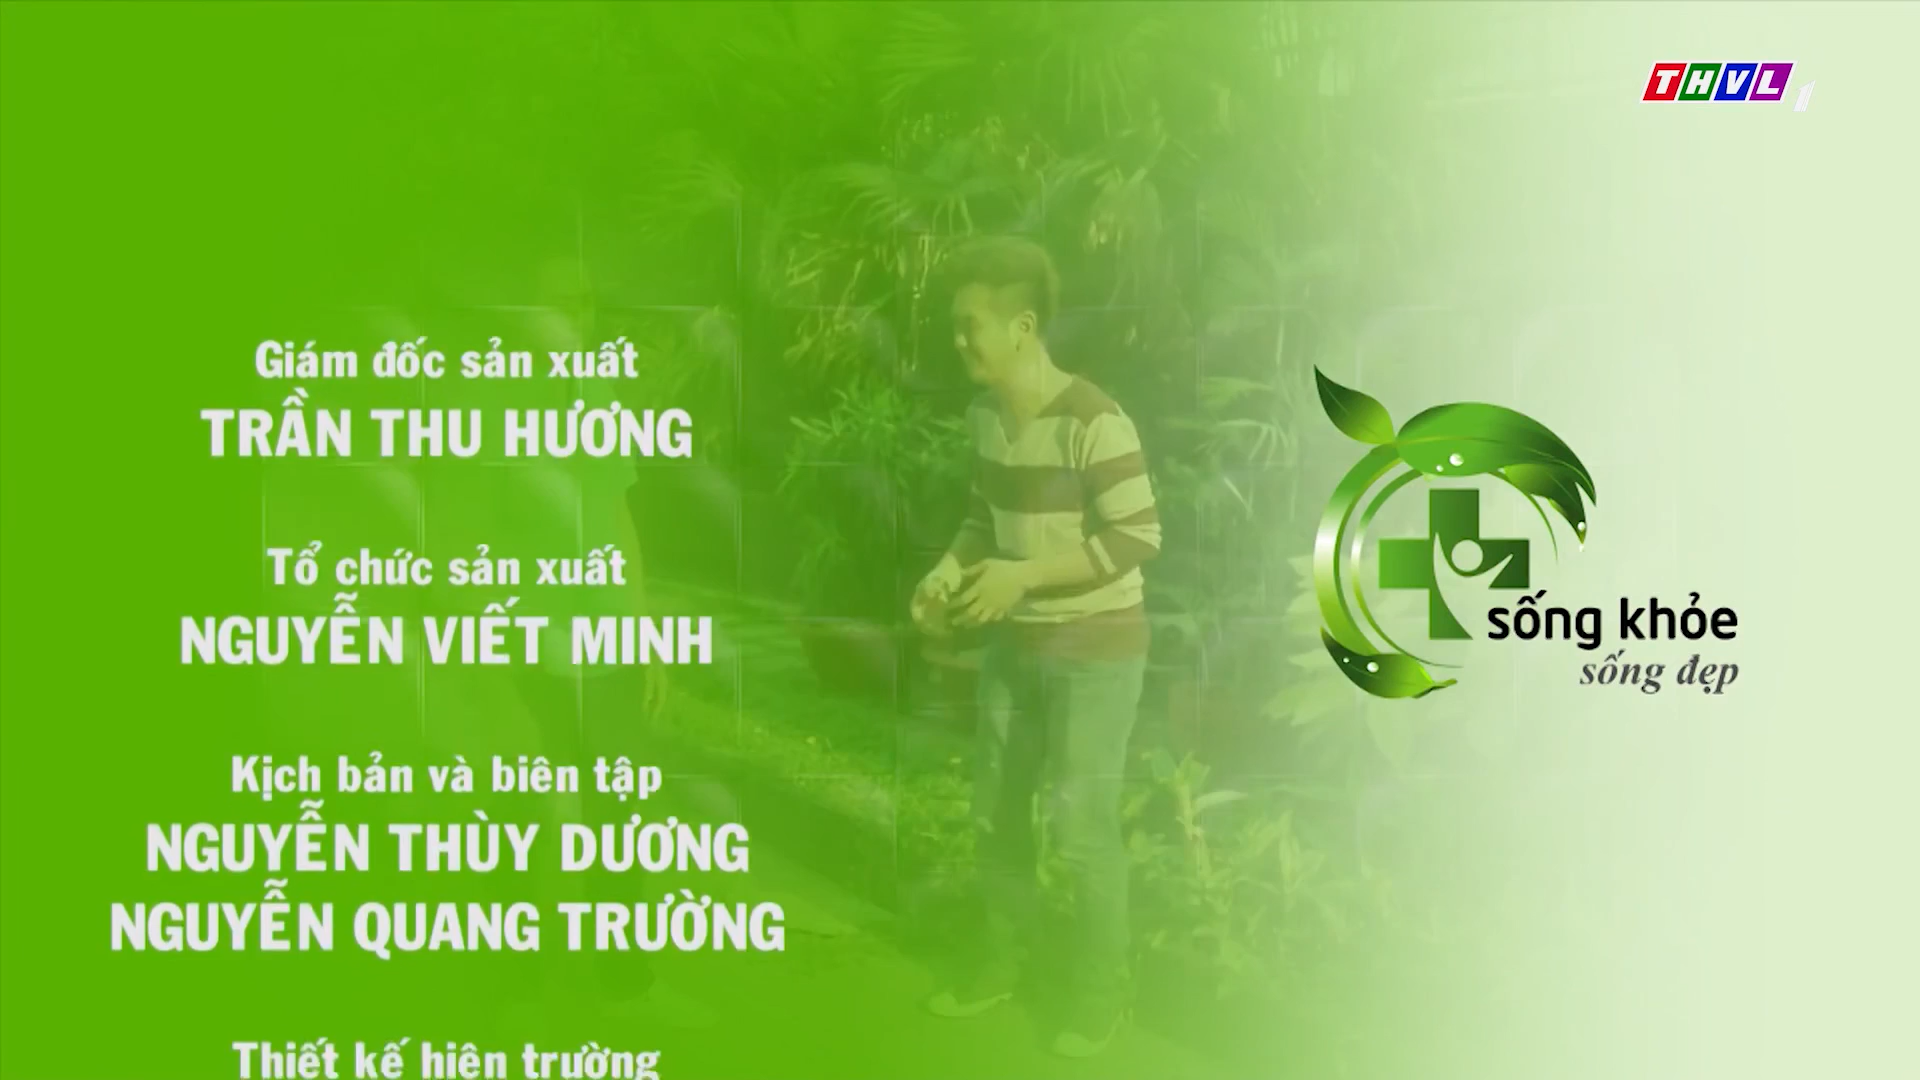 THVL1
Giám đốc sản xuất
TRẦN THU HƯƠNG
Tổ chức sản xuất
NGUYỄN VIẾT MINH
sống khỏe
sống đẹp
Kịch bản và biên tập
NGUYỄN THÙY DƯƠNG
NGUYỄN QUANG TRƯỜNG
Thiết kế hiện trường